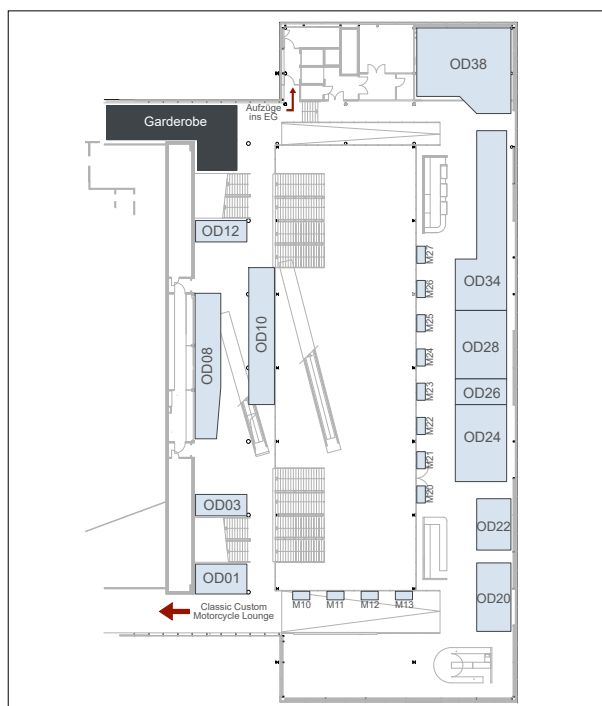 OD38
Aufzüge
ins EG
Garderobe
OD12
M27
OD34
M26
OD10
OD08
M25
OD28
M24
M23
OD26
M22
OD24
M21
M20
OD03
OD22
OD01
M10
M11
M12
M13
OD20
Classic Custom
Motorcycle Lounge